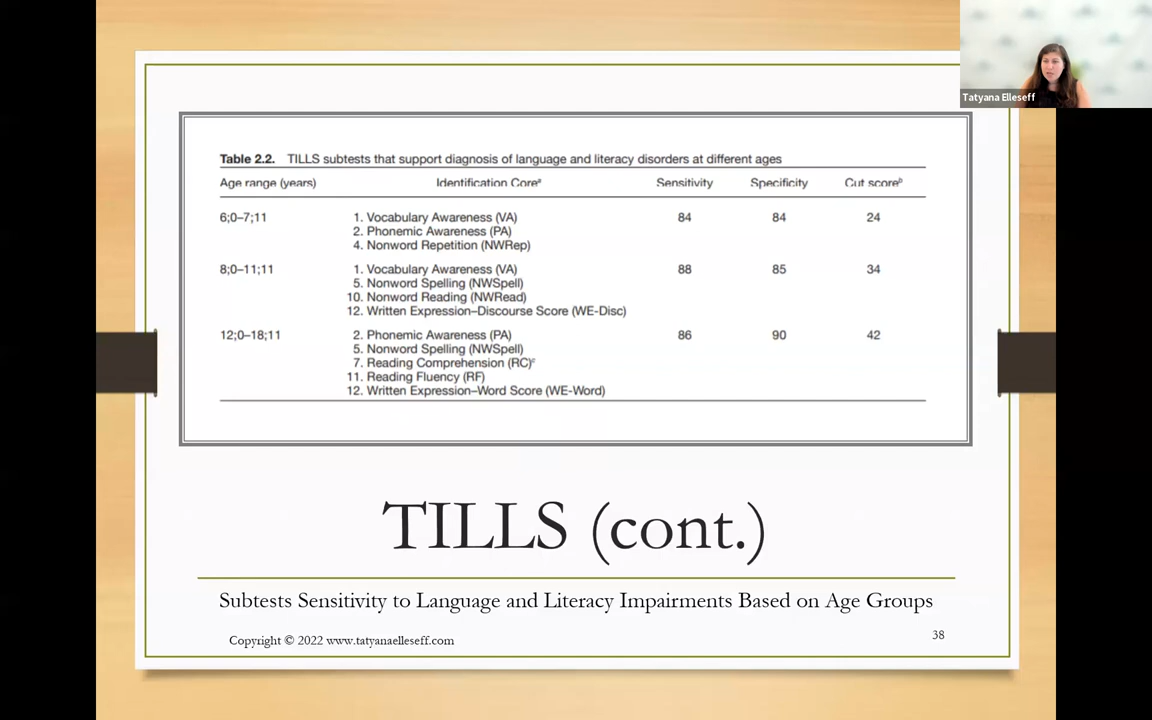 Tatyana Elleseff
Table 2.2. TILLS subtests that support diagnosis of language and literacy disorders at different ages
Age range (years) Identification Coreᵃ Sensitivity Specificity Cut scoreᵇ
6;0–7;11 1. Vocabulary Awareness (VA) 84 84 24
2. Phonemic Awareness (PA)
4. Nonword Repetition (NWRep)
8;0–11;11 1. Vocabulary Awareness (VA) 88 85 34
5. Nonword Spelling (NWSpell)
10. Nonword Reading (NWRead)
12. Written Expression–Discourse Score (WE-Disc)
12;0–18;11 2. Phonemic Awareness (PA) 86 90 42
5. Nonword Spelling (NWSpell)
7. Reading Comprehension (RC)ᶜ
11. Reading Fluency (RF)
12. Written Expression–Word Score (WE-Word)
TILLS (cont.)
Subtests Sensitivity to Language and Literacy Impairments Based on Age Groups
Copyright © 2022 www.tatyanaelleseff.com
38